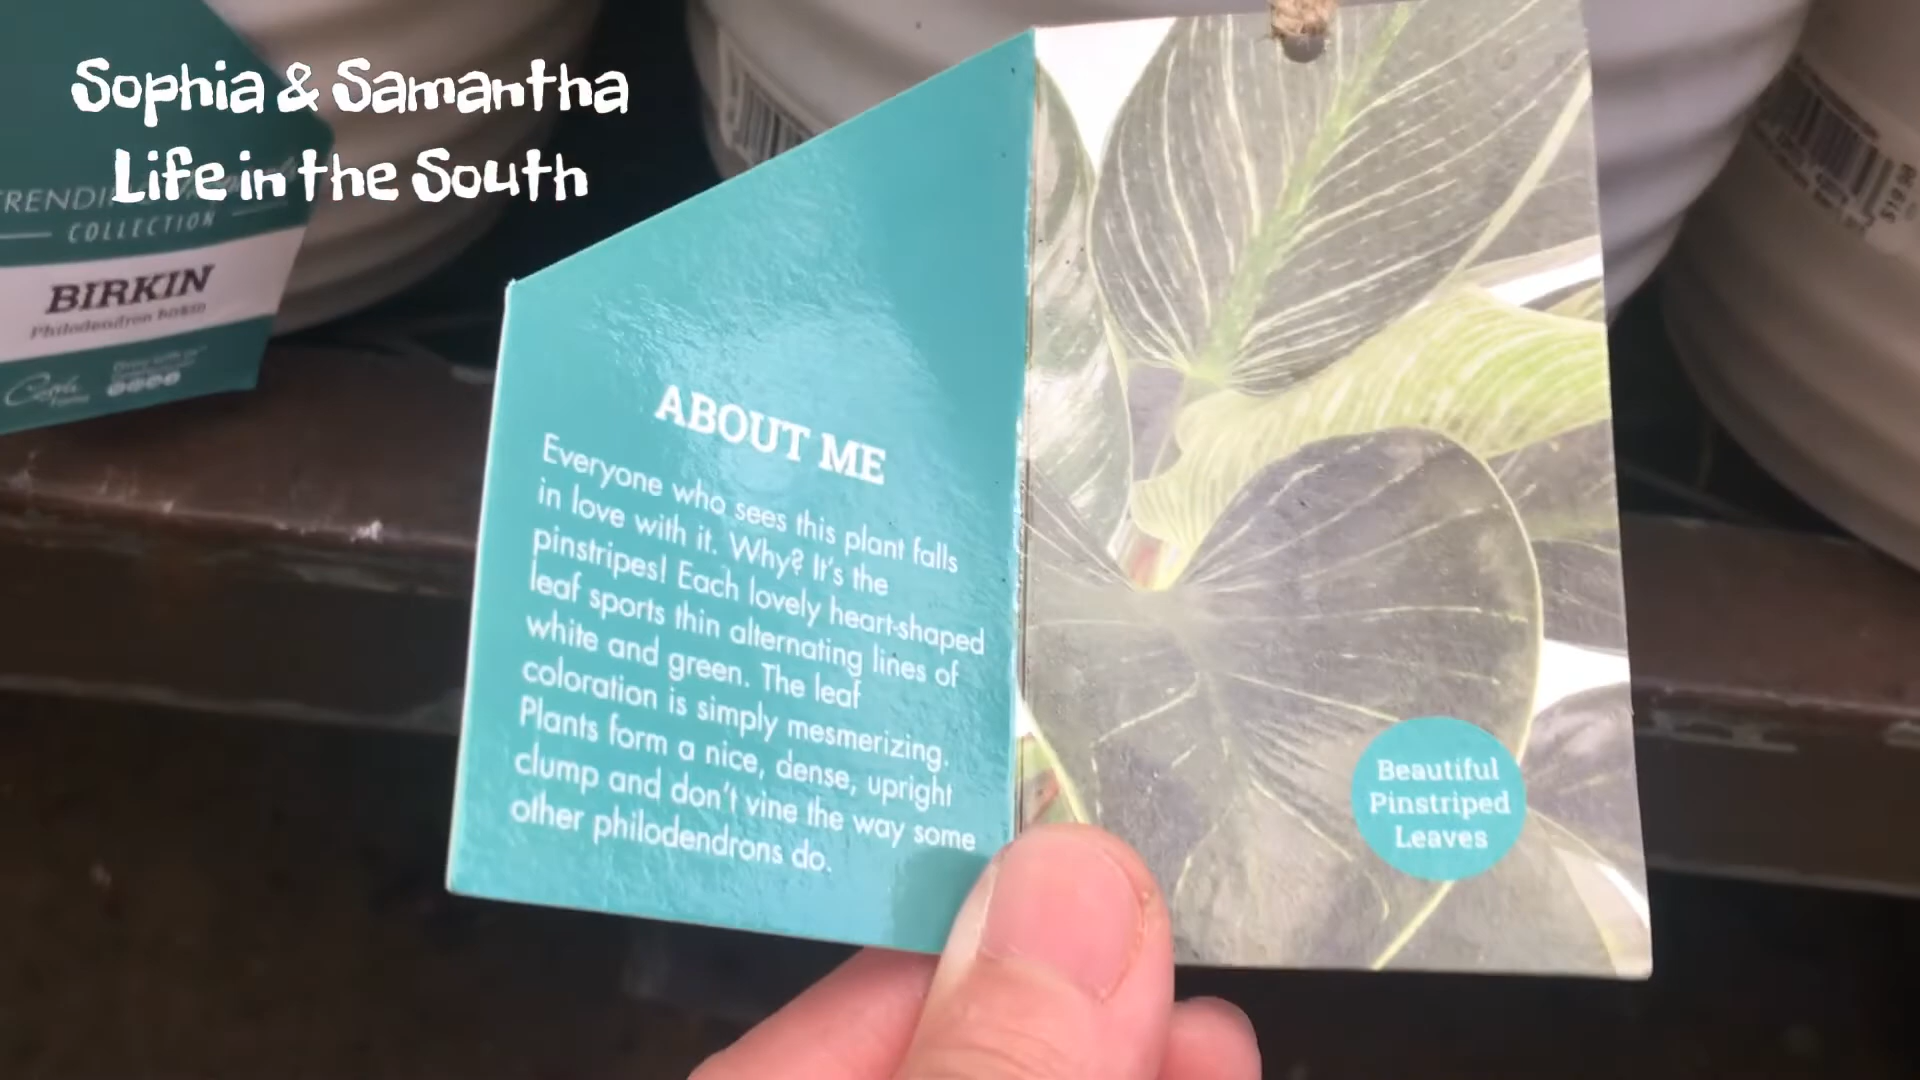 Sophia & Samantha
Life in the South
COLLECTION
BIRKIN
Philodendron birkin
ABOUT ME
Everyone who sees this plant falls
in love with it. Why? It's the
pinstripes! Each lovely heart-shaped
leaf sports thin alternating lines of
white and green. The leaf
coloration is simply mesmerizing.
Plants form a nice, dense, upright
clump and don't vine the way some
other philodendrons do.
Beautiful
Pinstriped
Leaves